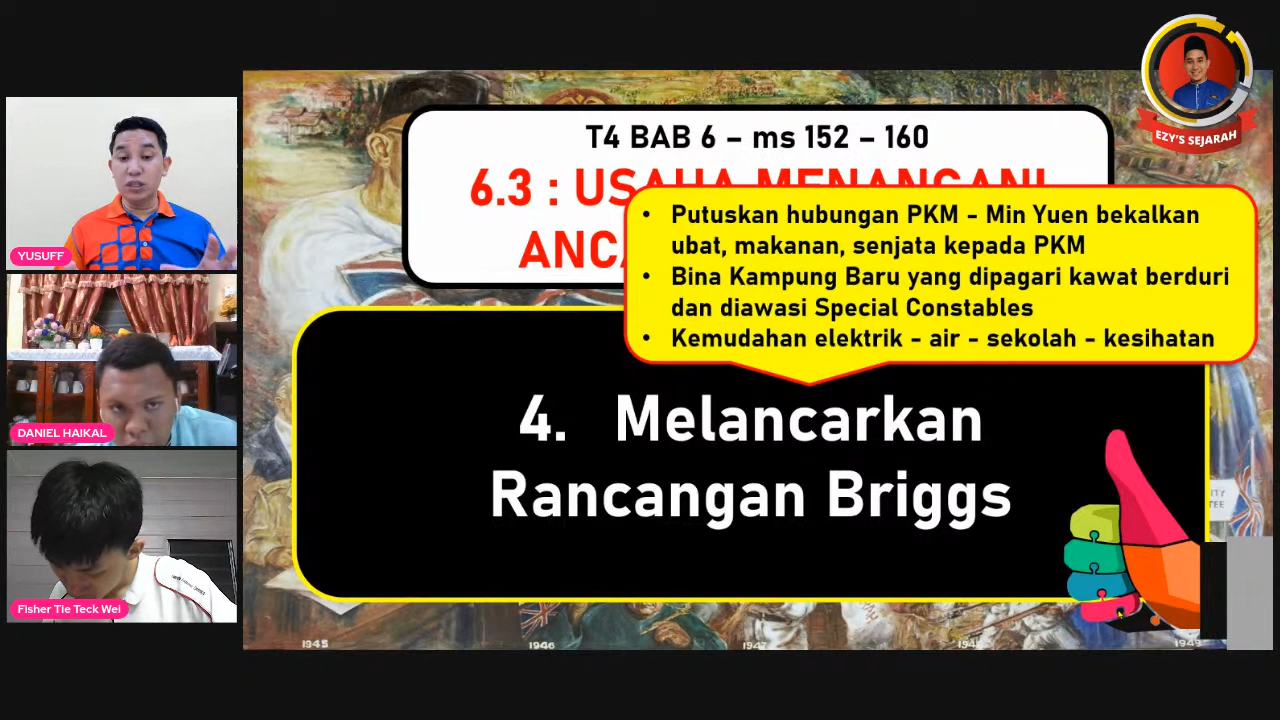 EZY'S SEJARAH
T4 BAB 6 – ms 152 – 160
6.3 : USAHA MENANGANI
Putuskan hubungan PKM - Min Yuen bekalkan
ubat, makanan, senjata kepada PKM
Bina Kampung Baru yang dipagari kawat berduri
dan diawasi Special Constables
Kemudahan elektrik - air - sekolah - kesihatan
4. Melancarkan
Rancangan Briggs
YUSUFF
DANIEL HAIKAL
Fisher Tie Teck Wei
1945
1946
1947